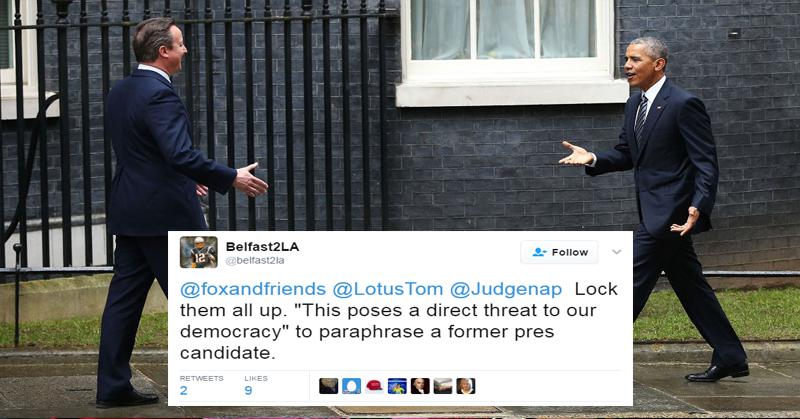 Belfast2LA
@belfast2la
Follow
@foxandfriends @LotusTom @Judgenap Lock
them all up. "This poses a direct threat to our
democracy" to paraphrase a former pres
candidate.
RETWEETS LIKES
2 9
12